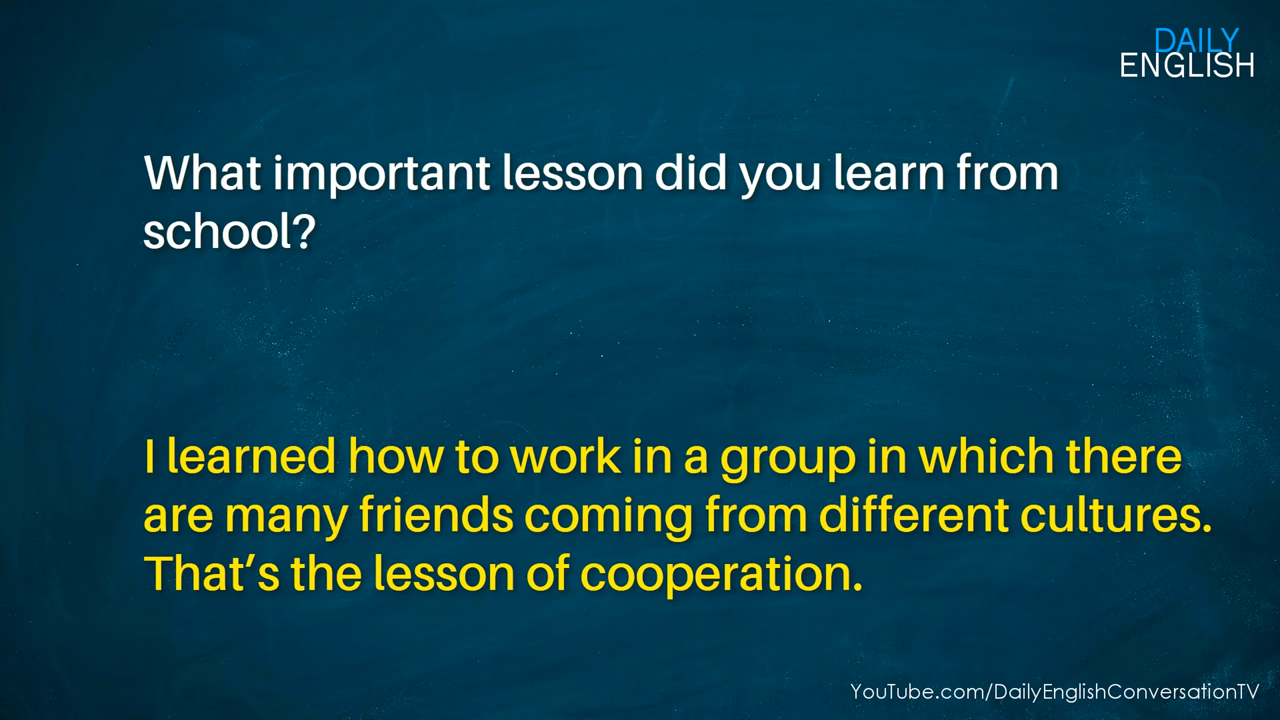 DAILY
ENGLISH
What important lesson did you learn from
school?
I learned how to work in a group in which there
are many friends coming from different cultures.
That’s the lesson of cooperation.
YouTube.com/DailyEnglishConversationTV